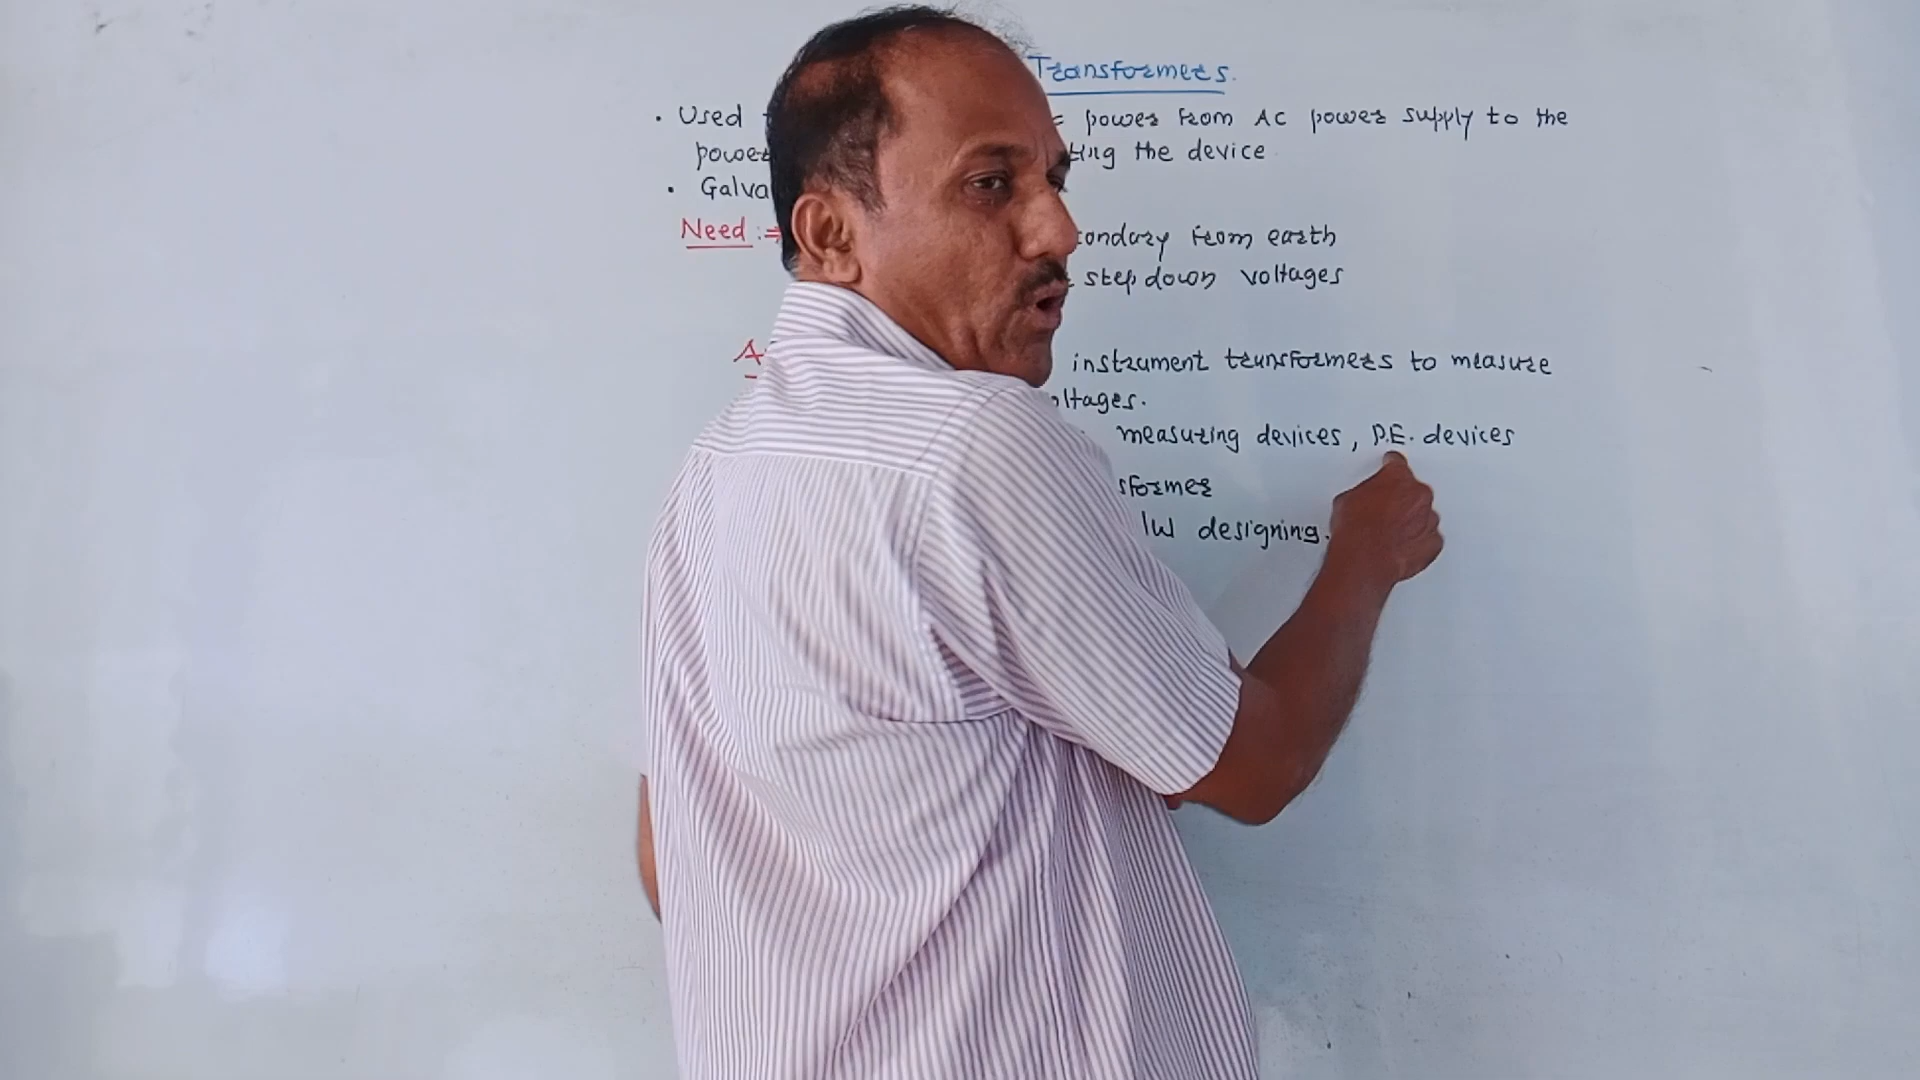 Transformers.
• Used power from AC power supply to the
power ting the device
• Galva
Need :⇒ condary from earth
step down voltages
A instrument transformers to measure
oltages.
measuring devices, P.E. devices
sformer
designing.